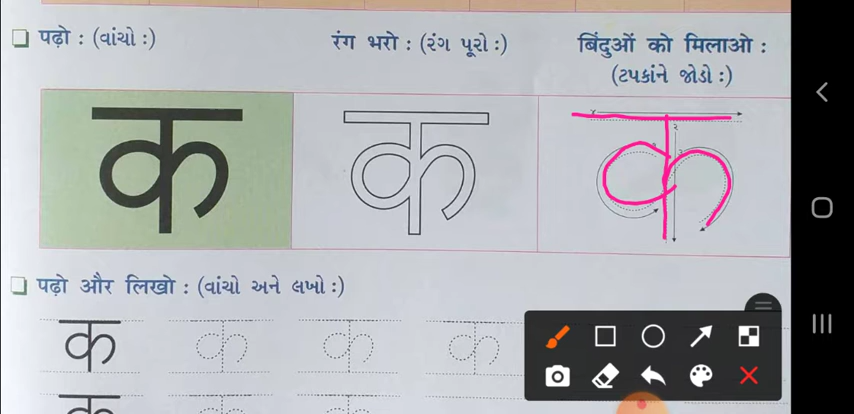 पढ़ो : (વાંચો :)
रंग भरो : (રંગ પૂરો :)
बिंदुओं को मिलाओ :
(ટપકાંને જોડો :)
क क क
पढ़ो और लिखो : (વાંચો અને લખો :)
क क क क